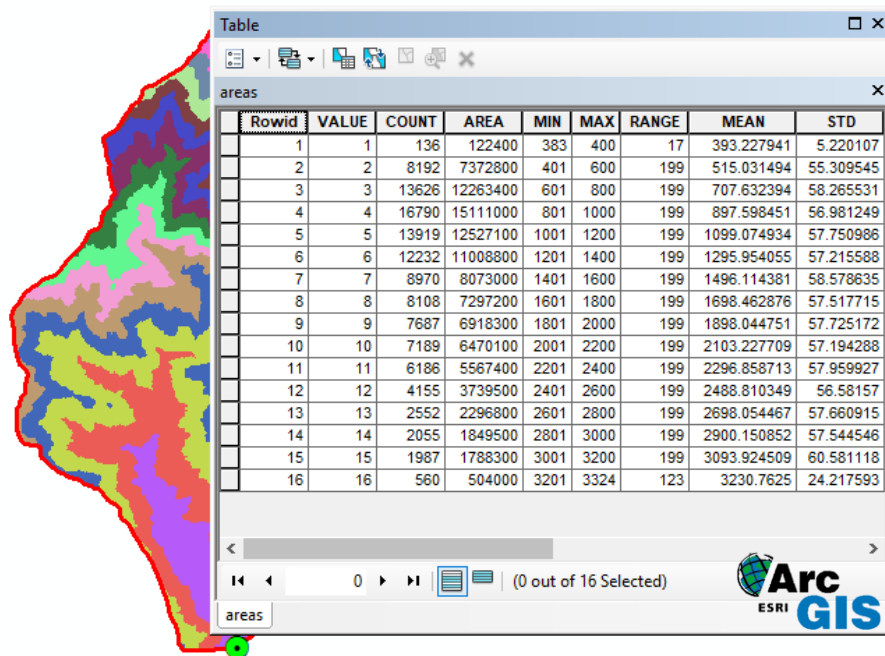 Table
areas
Rowid VALUE COUNT AREA MIN MAX RANGE MEAN STD
1 1 136 122400 383 400 17 393.227941 5.220107
2 2 8192 7372800 401 600 199 515.031494 55.309545
3 3 13626 12263400 601 800 199 707.632394 58.265531
4 4 16790 15111000 801 1000 199 897.598451 56.981249
5 5 13919 12527100 1001 1200 199 1099.074934 57.750986
6 6 12232 11008800 1201 1400 199 1295.954055 57.215588
7 7 8970 8073000 1401 1600 199 1496.114381 58.578635
8 8 8108 7297200 1601 1800 199 1698.462876 57.517715
9 9 7687 6918300 1801 2000 199 1898.044751 57.725172
10 10 7189 6470100 2001 2200 199 2103.227709 57.194288
11 11 6186 5567400 2201 2400 199 2296.858713 57.959927
12 12 4155 3739500 2401 2600 199 2488.810349 56.58157
13 13 2552 2296800 2601 2800 199 2698.054467 57.660915
14 14 2055 1849500 2801 3000 199 2900.150852 57.544546
15 15 1987 1788300 3001 3200 199 3093.924509 60.581118
16 16 560 504000 3201 3324 123 3230.7625 24.217593
0 (0 out of 16 Selected)
areas
Arc
ESRI GIS